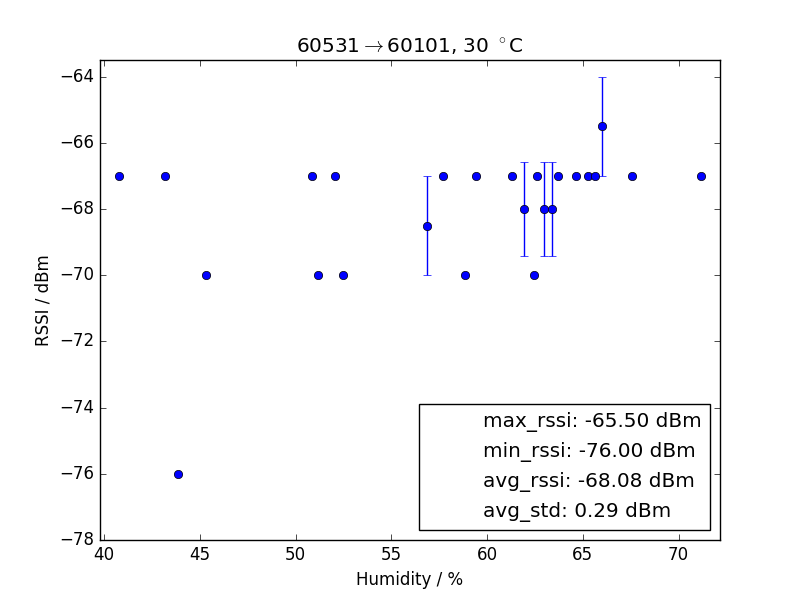 60531→60101, 30 °C
−64
−66
−68
−70
−72
−74
−76
−78
RSSI / dBm
max_rssi: -65.50 dBm
min_rssi: -76.00 dBm
avg_rssi: -68.08 dBm
avg_std: 0.29 dBm
40 45 50 55 60 65 70
Humidity / %